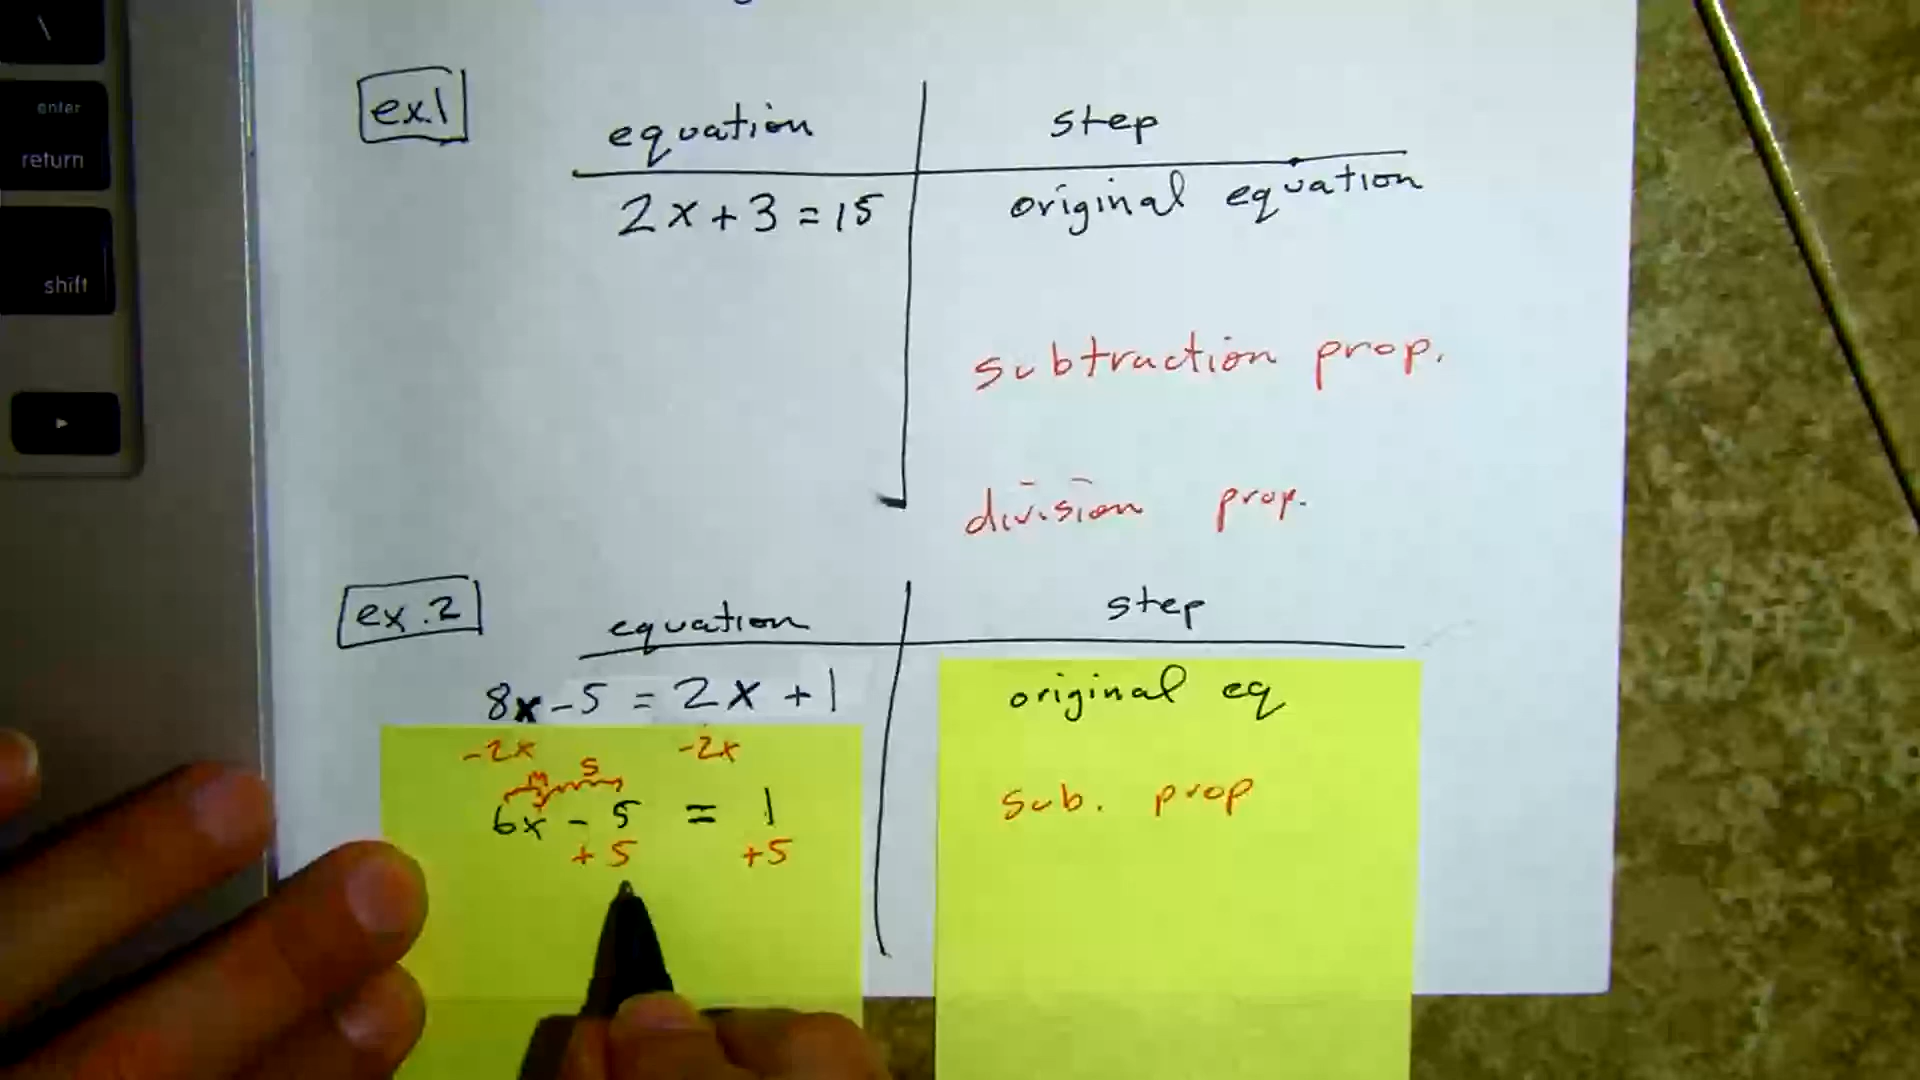 \
enter
return
shift
ex.1
equation step
2x+3=15 original equation
subtraction prop.
division prop.
ex.2
equation step
8x-5 = 2x+1 original eq
-2x -2x
M S
6x - 5 = 1 sub. prop
+5 +5